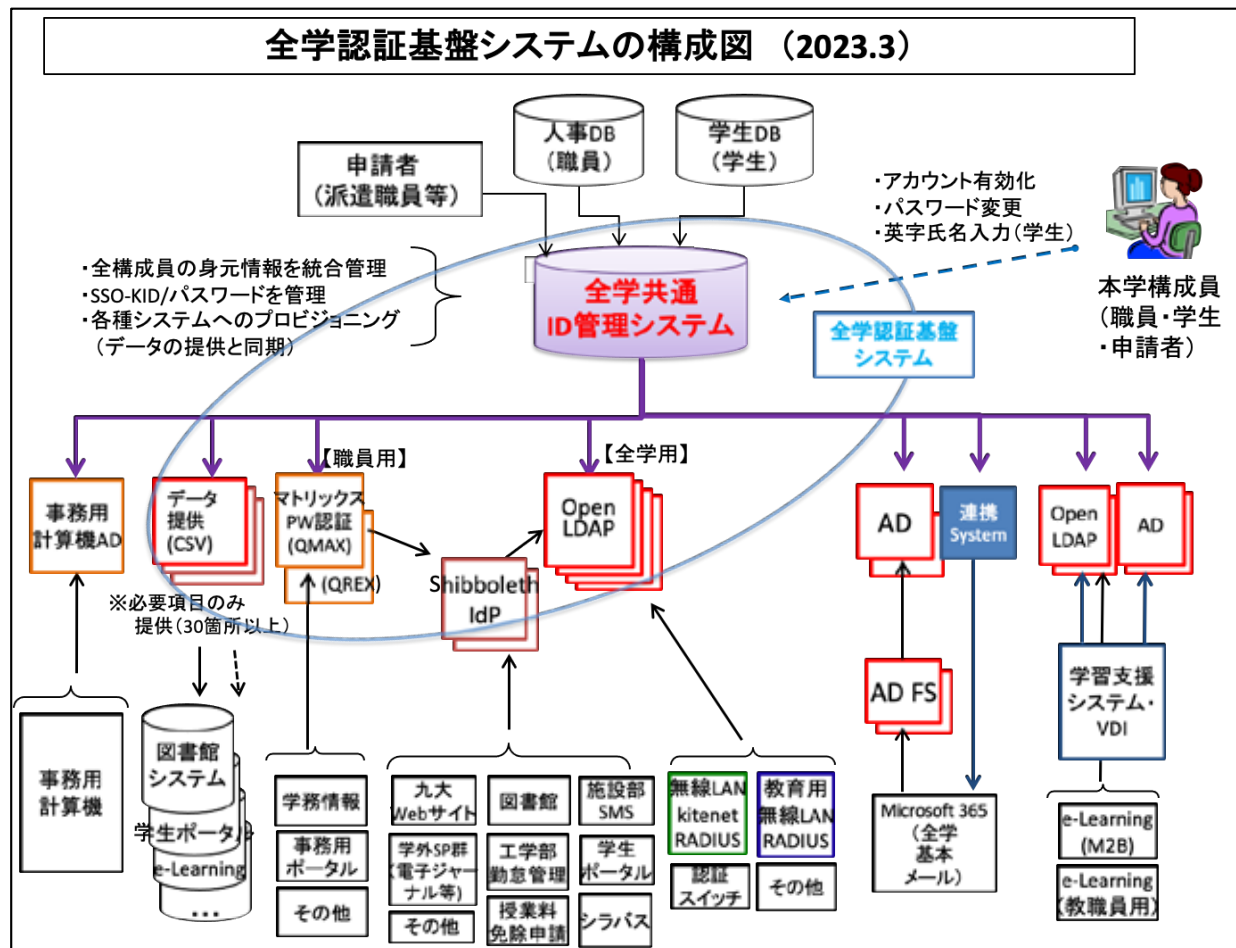 全学認証基盤システムの構成図 （2023.3）
人事DB
（職員）
学生DB
（学生）
申請者
（派遣職員等）
・アカウント有効化
・パスワード変更
・英字氏名入力（学生）
本学構成員
（職員・学生
・申請者）
・全構成員の身元情報を統合管理
・SSO-KID/パスワードを管理
・各種システムへのプロビジョニング
（データの提供と同期）
全学共通
ID管理システム
全学認証基盤
システム
【職員用】
【全学用】
事務用
計算機AD
データ
提供
(CSV)
マトリックス
PW認証
(QMAX)
(QREX)
Shibboleth
IdP
Open
LDAP
AD
連携
System
Open
LDAP
AD
※必要項目のみ
提供（30箇所以上）
AD FS
学習支援
システム・
VDI
事務用
計算機
図書館
システム
学生ポータル
e-Learning
…
学務情報
事務用
ポータル
その他
九大
Webサイト
図書館
施設部
SMS
学外SP群
（電子ジャー
ナル等）
工学部
勤怠管理
学生
ポータル
その他
授業料
免除申請
シラバス
無線LAN
kitenet
RADIUS
教育用
無線LAN
RADIUS
認証
スイッチ
その他
Microsoft 365
（全学
基本
メール）
e-Learning
(M2B)
e-Learning
（教職員用）